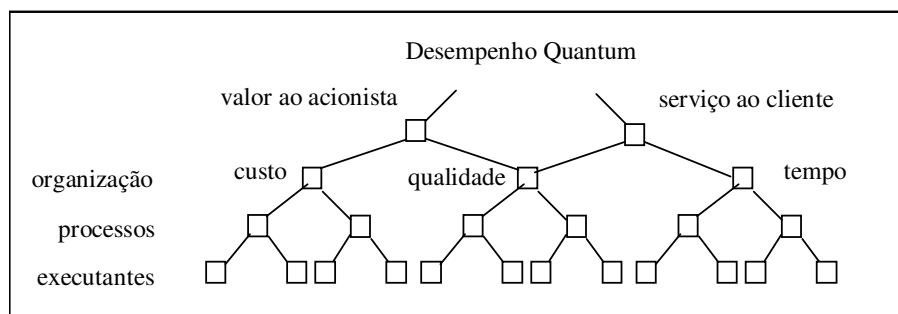 Desempenho Quantum
valor ao acionista
serviço ao cliente
organização
custo
qualidade
tempo
processos
executantes